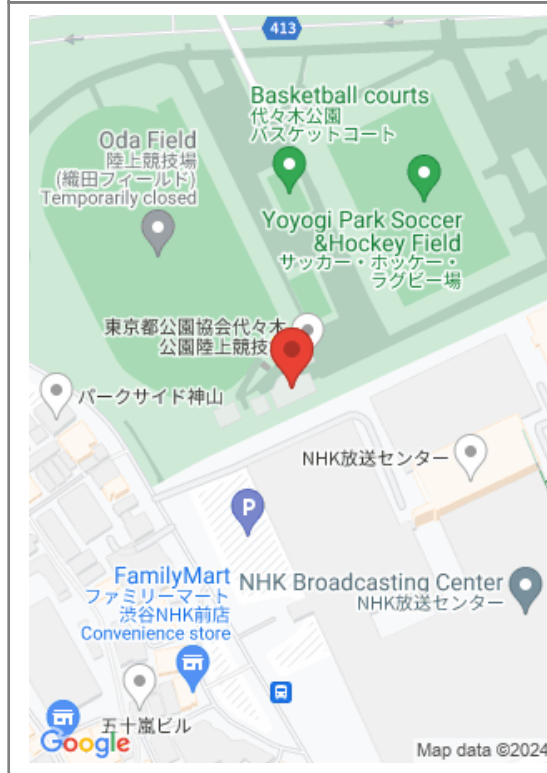 413
Basketball courts
代々木公園
バスケットコート
Oda Field
陸上競技場
(織田フィールド)
Temporarily closed
Yoyogi Park Soccer
&Hockey Field
サッカー・ホッケー・
ラグビー場
東京都公園協会代々木
公園陸上競技
パークサイド神山
NHK放送センター
P
FamilyMart
ファミリーマート
渋谷NHK前店
Convenience store
NHK Broadcasting Center
NHK放送センター
五十嵐ビル
Google
Map data ©2024